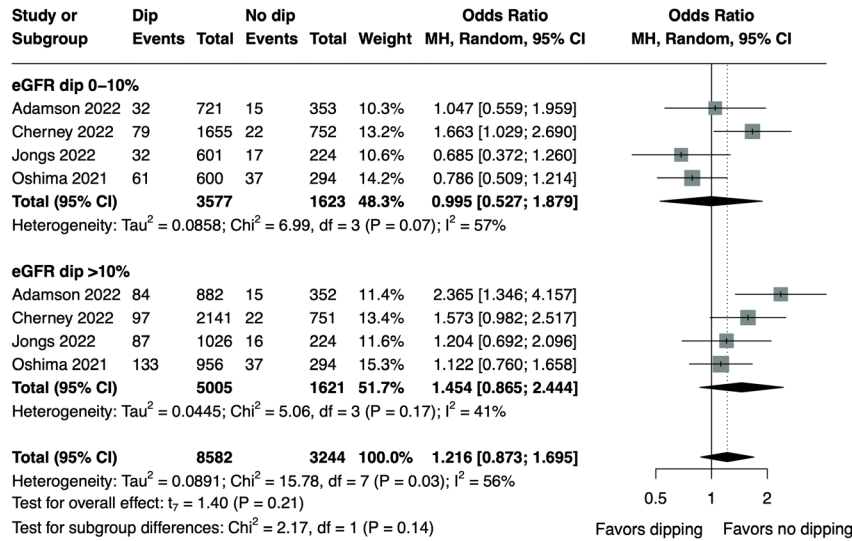 Study or Dip No dip Odds Ratio Odds Ratio
Subgroup Events Total Events Total Weight MH, Random, 95% CI MH, Random, 95% CI
eGFR dip 0–10%
Adamson 2022 32 721 15 353 10.3% 1.047 [0.559; 1.959]
Cherney 2022 79 1655 22 752 13.2% 1.663 [1.029; 2.690]
Jongs 2022 32 601 17 224 10.6% 0.685 [0.372; 1.260]
Oshima 2021 61 600 37 294 14.2% 0.786 [0.509; 1.214]
Total (95% CI) 3577 1623 48.3% 0.995 [0.527; 1.879]
Heterogeneity: Tau² = 0.0858; Chi² = 6.99, df = 3 (P = 0.07); I² = 57%
eGFR dip >10%
Adamson 2022 84 882 15 352 11.4% 2.365 [1.346; 4.157]
Cherney 2022 97 2141 22 751 13.4% 1.573 [0.982; 2.517]
Jongs 2022 87 1026 16 224 11.6% 1.204 [0.692; 2.096]
Oshima 2021 133 956 37 294 15.3% 1.122 [0.760; 1.658]
Total (95% CI) 5005 1621 51.7% 1.454 [0.865; 2.444]
Heterogeneity: Tau² = 0.0445; Chi² = 5.06, df = 3 (P = 0.17); I² = 41%
Total (95% CI) 8582 3244 100.0% 1.216 [0.873; 1.695]
Heterogeneity: Tau² = 0.0891; Chi² = 15.78, df = 7 (P = 0.03); I² = 56%
Test for overall effect: t₇ = 1.40 (P = 0.21)
Test for subgroup differences: Chi² = 2.17, df = 1 (P = 0.14)
0.5 1 2
Favors dipping Favors no dipping